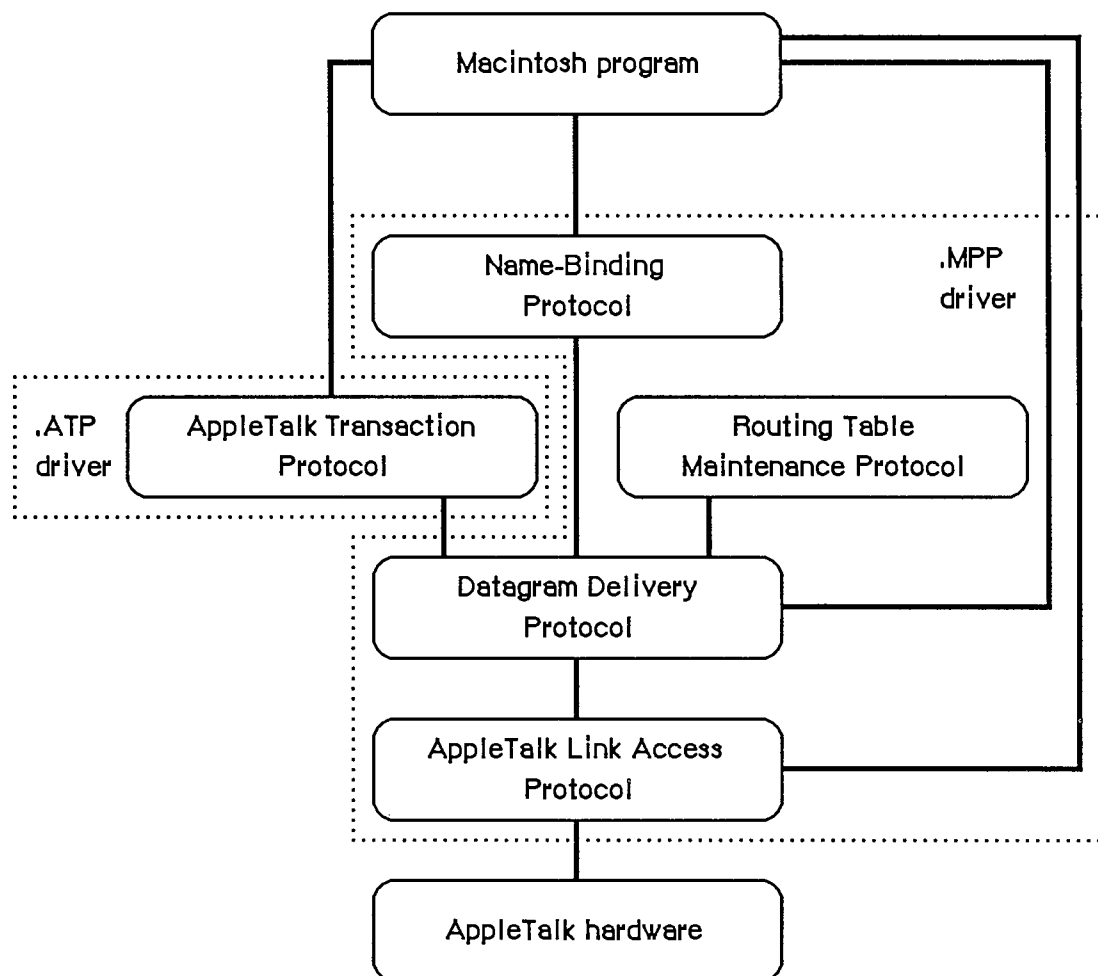 Macintosh program
Name-Binding
Protocol
.MPP
driver
.ATP
driver
AppleTalk Transaction
Protocol
Routing Table
Maintenance Protocol
Datagram Delivery
Protocol
AppleTalk Link Access
Protocol
AppleTalk hardware